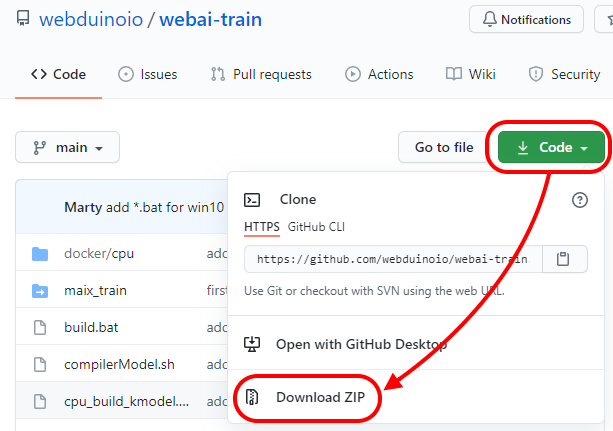 webduinoio / webai-train
Notifications
Code
Issues
Pull requests
Actions
Wiki
Security
main
Go to file
Code
Marty add *.bat for win10
docker/cpu
add
maix_train
first
build.bat
add
compilerModel.sh
add
cpu_build_kmodel....
add
Clone
HTTPS
GitHub CLI
https://github.com/webduinoio/webai-train
Use Git or checkout with SVN using the web URL.
Open with GitHub Desktop
Download ZIP